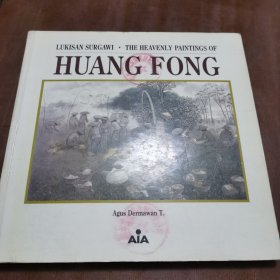 LUKISAN SURGAWI • THE HEAVENLY PAINTINGS OF
HUANG FONG
Agus Dermawan T.
AIA